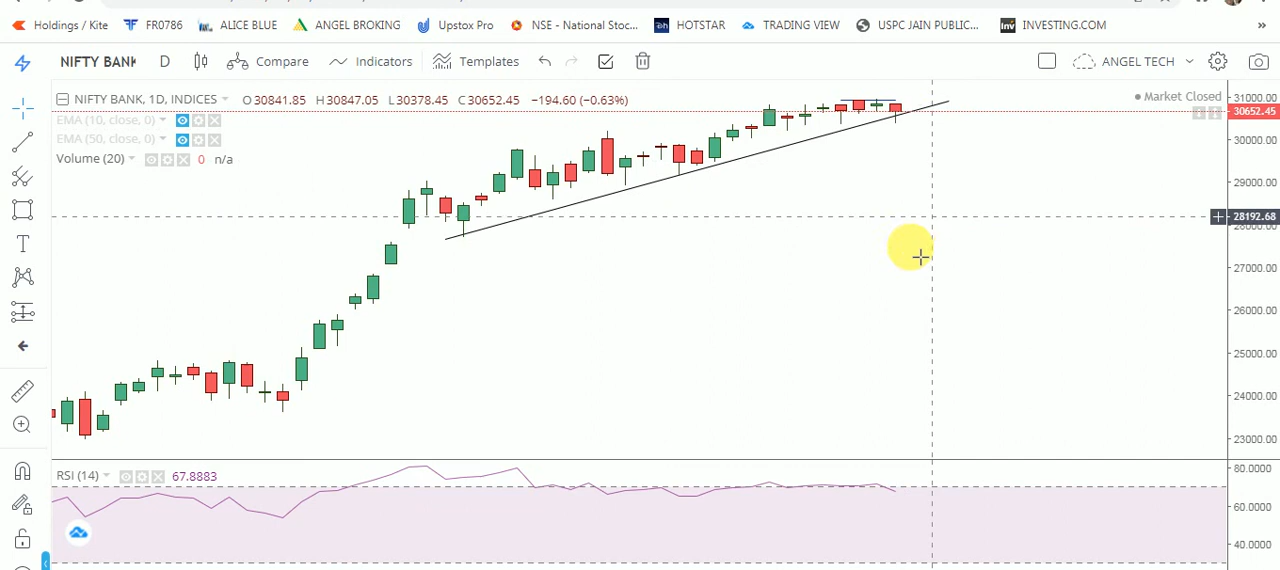 Holdings / Kite FR0786 ALICE BLUE ANGEL BROKING Upstox Pro NSE - National Stoc... HOTSTAR TRADING VIEW USPC JAIN PUBLIC... INVESTING.COM »
NIFTY BANK D Compare Indicators Templates ANGEL TECH
NIFTY BANK, 1D, INDICES O30841.85 H30847.05 L30378.45 C30652.45 −194.60 (−0.63%)
Market Closed
EMA (10, close, 0)
EMA (50, close, 0)
Volume (20) 0 n/a
31000.00
30652.45
30000.00
29000.00
28192.68
28000.00
27000.00
26000.00
25000.00
24000.00
23000.00
RSI (14) 67.8883
80.0000
60.0000
40.0000